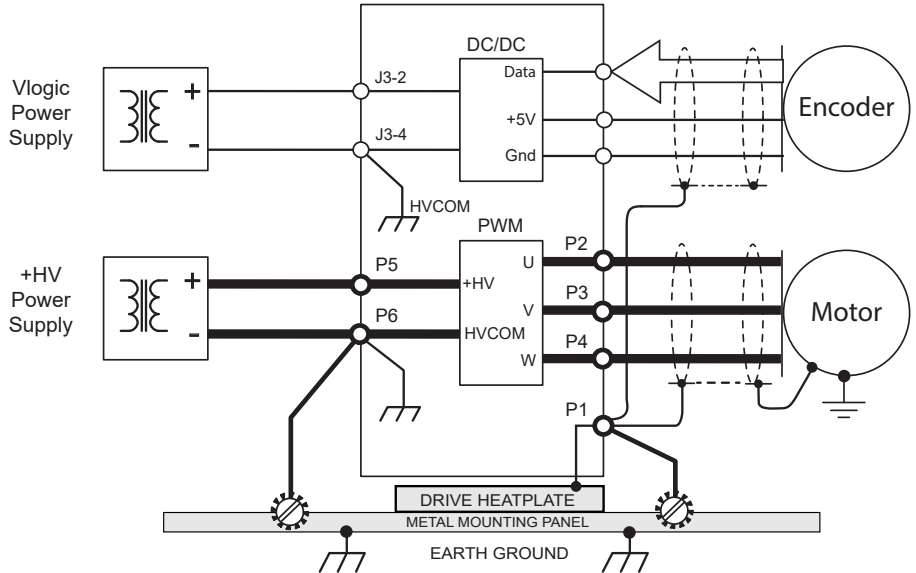 Vlogic
Power
Supply
+
-
J3-2
J3-4
HVCOM
DC/DC
Data
+5V
Gnd
Encoder
+HV
Power
Supply
+
-
P5
P6
PWM
+HV
HVCOM
U
V
W
P2
P3
P4
P1
Motor
DRIVE HEATPLATE
METAL MOUNTING PANEL
EARTH GROUND